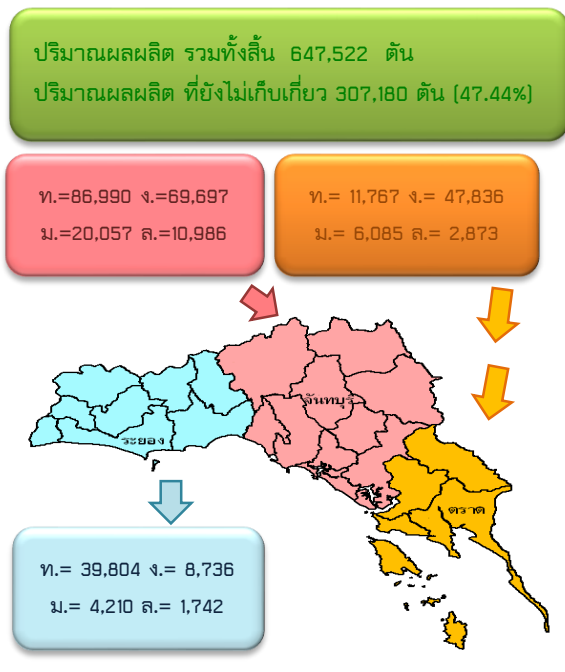 ปริมาณผลผลิต รวมทั้งสิ้น 647,522 ตัน
ปริมาณผลผลิต ที่ยังไม่เก็บเกี่ยว 307,180 ตัน (47.44%)
ท.=86,990 ง.=69,697
ม.=20,057 ล.=10,986
ท.= 11,767 ง.= 47,836
ม.= 6,085 ล.= 2,873
จันทบุรี
ระยอง
ตราด
ท.= 39,804 ง.= 8,736
ม.= 4,210 ล.= 1,742